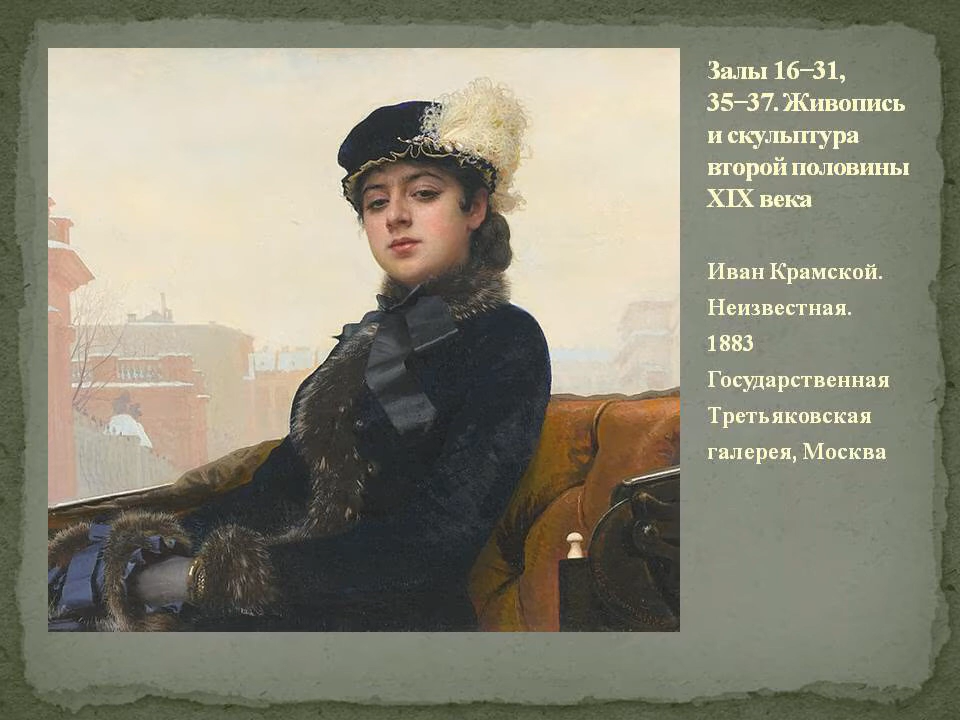 Залы 16–31,
35–37. Живопись
и скульптура
второй половины
XIX века
Иван Крамской.
Неизвестная.
1883
Государственная
Третьяковская
галерея, Москва